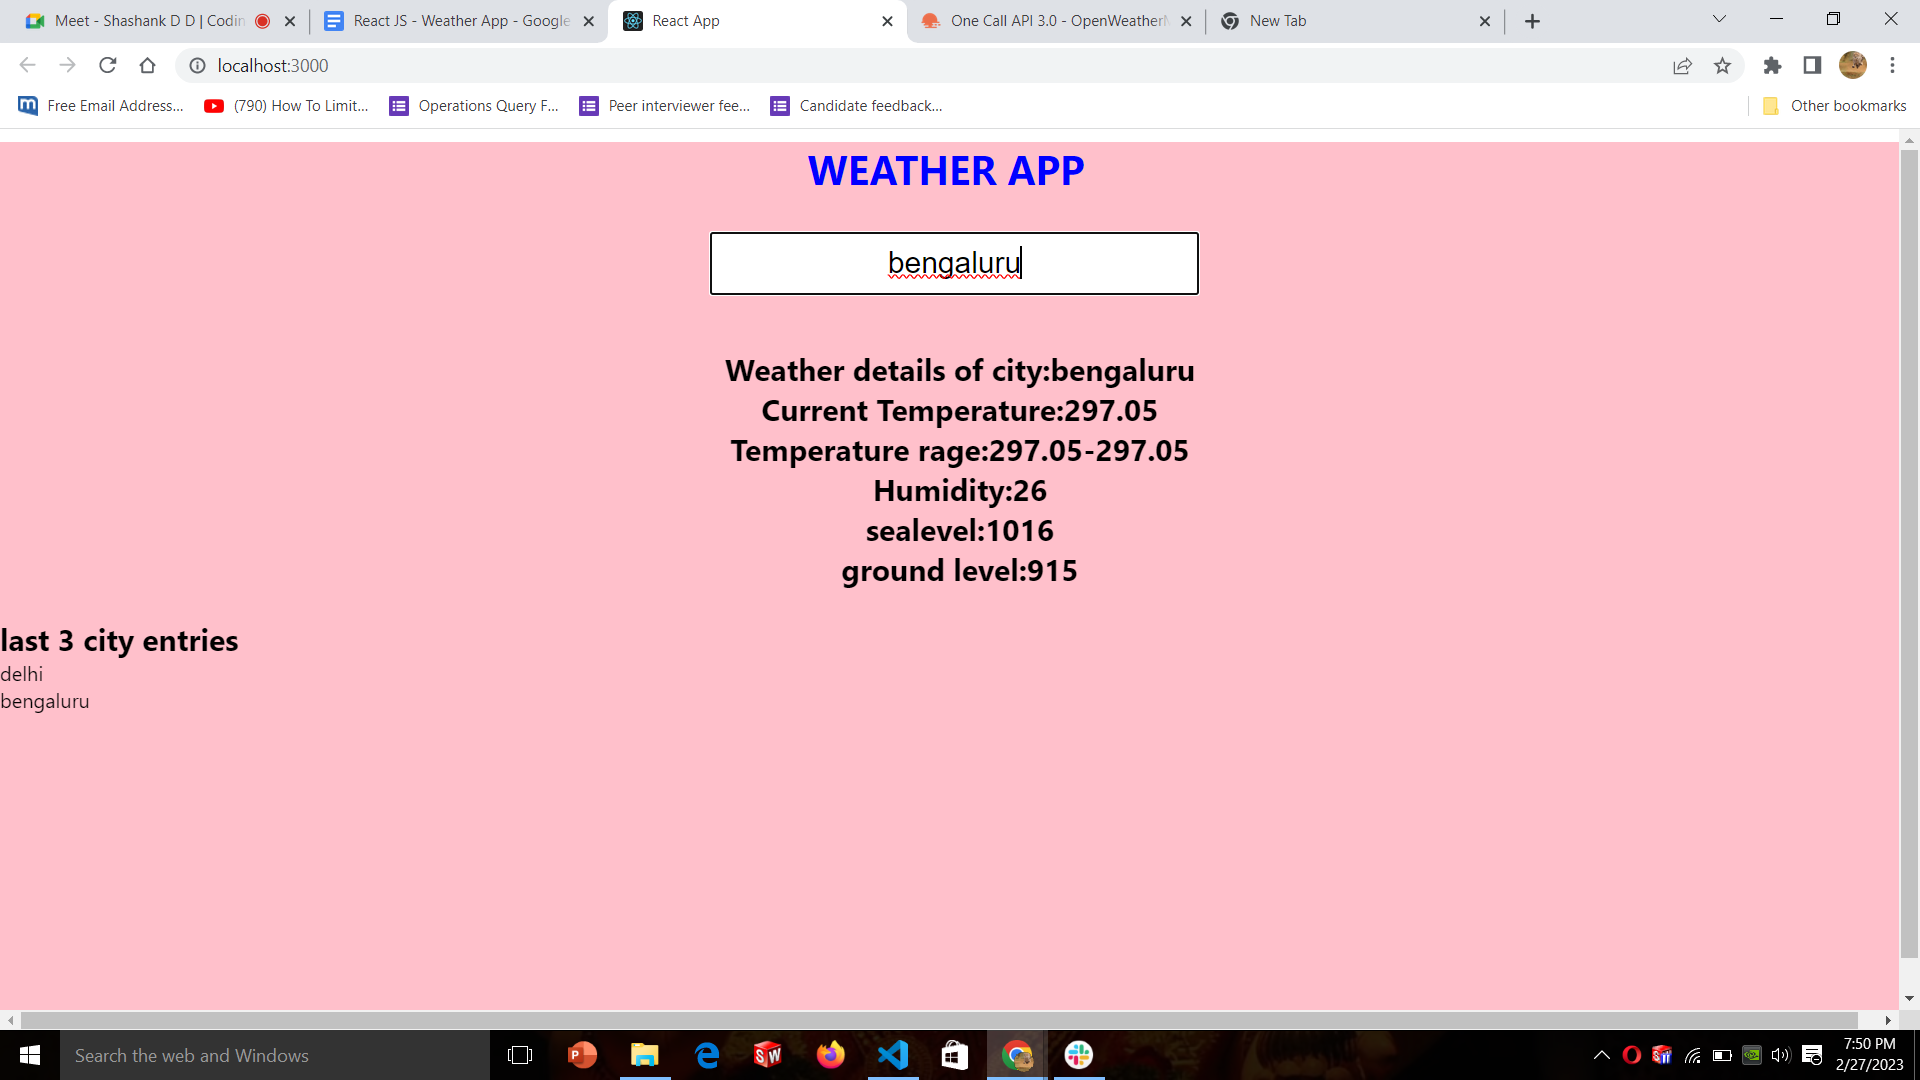 Meet - Shashank D D | Codin
React JS - Weather App - Google
React App
One Call API 3.0 - OpenWeatherM
New Tab
localhost:3000
Free Email Address...
(790) How To Limit...
Operations Query F...
Peer interviewer fee...
Candidate feedback...
Other bookmarks
WEATHER APP
bengaluru
Weather details of city:bengaluru
Current Temperature:297.05
Temperature rage:297.05-297.05
Humidity:26
sealevel:1016
ground level:915
last 3 city entries
delhi
bengaluru
Search the web and Windows
7:50 PM
2/27/2023